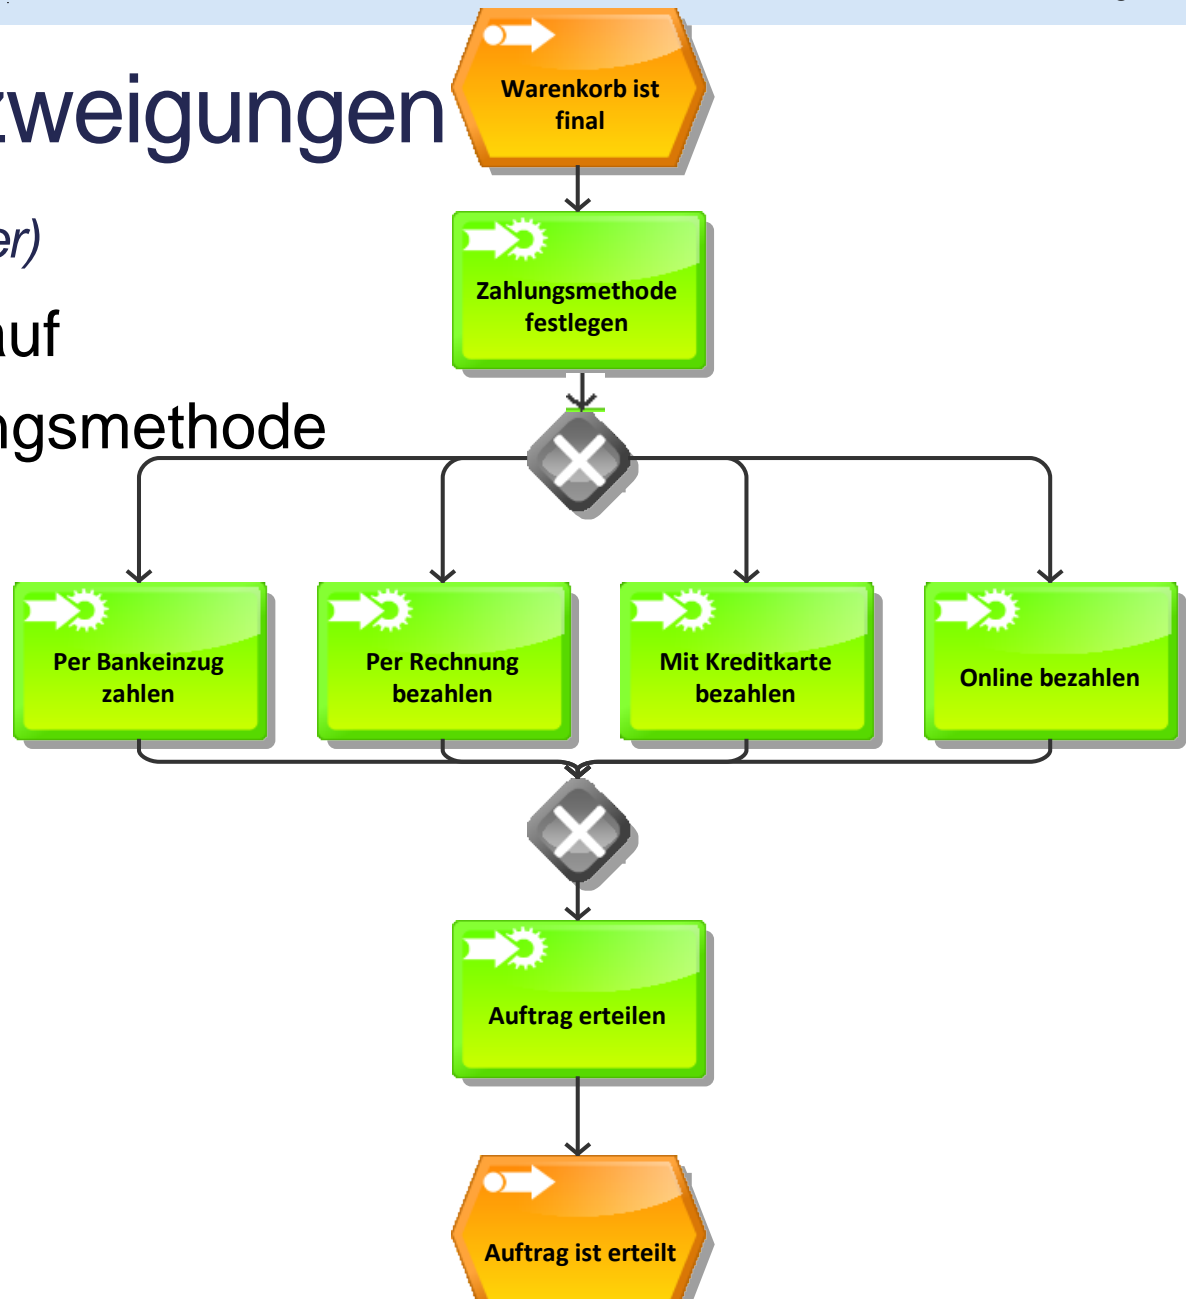 Warenkorb ist
final
zweigungen
er)
Zahlungsmethode
festlegen
auf
ngsmethode
Per Bankeinzug
zahlen
Per Rechnung
bezahlen
Mit Kreditkarte
bezahlen
Online bezahlen
Auftrag erteilen
Auftrag ist erteilt